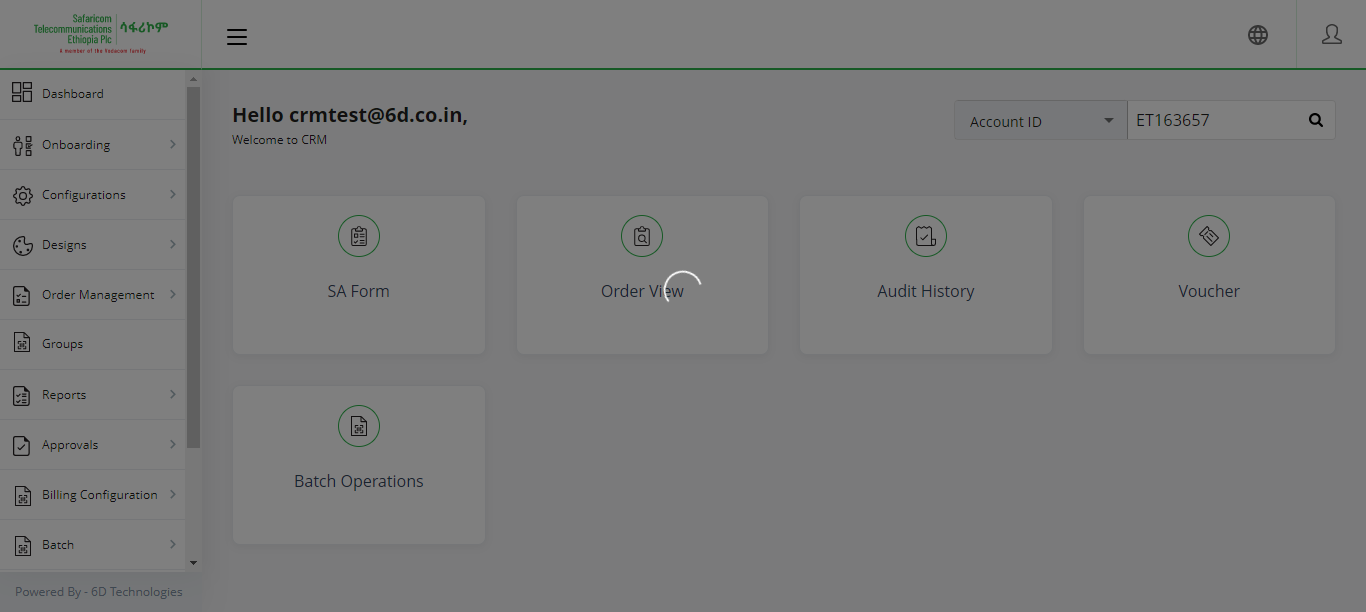 Safaricom
Telecommunications
Ethiopia Plc
ሳፋሪኮም
A member of the Vodacom family
Hello crmtest@6d.co.in,
Welcome to CRM
Account ID
ET163657
Dashboard
Onboarding
Configurations
Designs
Order Management
Groups
Reports
Approvals
Billing Configuration
Batch
SA Form
Order View
Audit History
Voucher
Batch Operations
Powered By - 6D Technologies